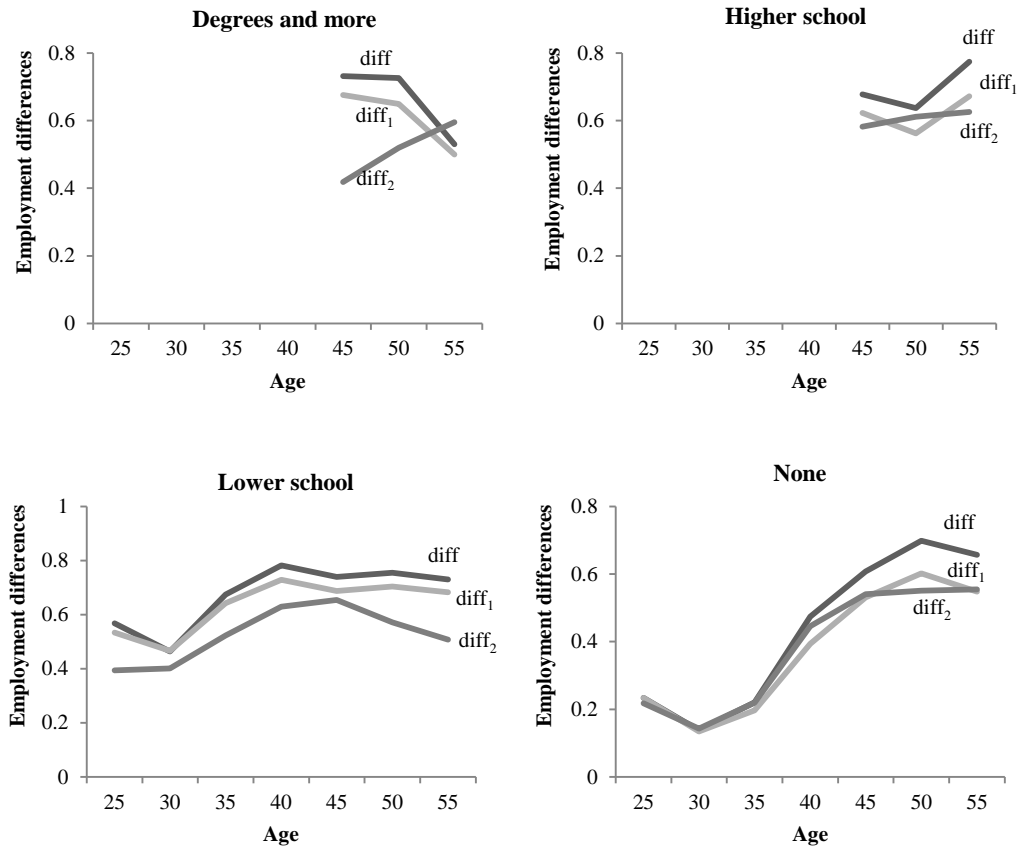 Degrees and more
Employment differences
0.8
0.6
0.4
0.2
0
diff
diff₁
diff₂
25 30 35 40 45 50 55
Age
Higher school
Employment differences
0.8
0.6
0.4
0.2
0
diff
diff₁
diff₂
25 30 35 40 45 50 55
Age
Lower school
Employment differences
1
0.8
0.6
0.4
0.2
0
diff
diff₁
diff₂
25 30 35 40 45 50 55
Age
None
Employment differences
0.8
0.6
0.4
0.2
0
diff
diff₁
diff₂
25 30 35 40 45 50 55
Age